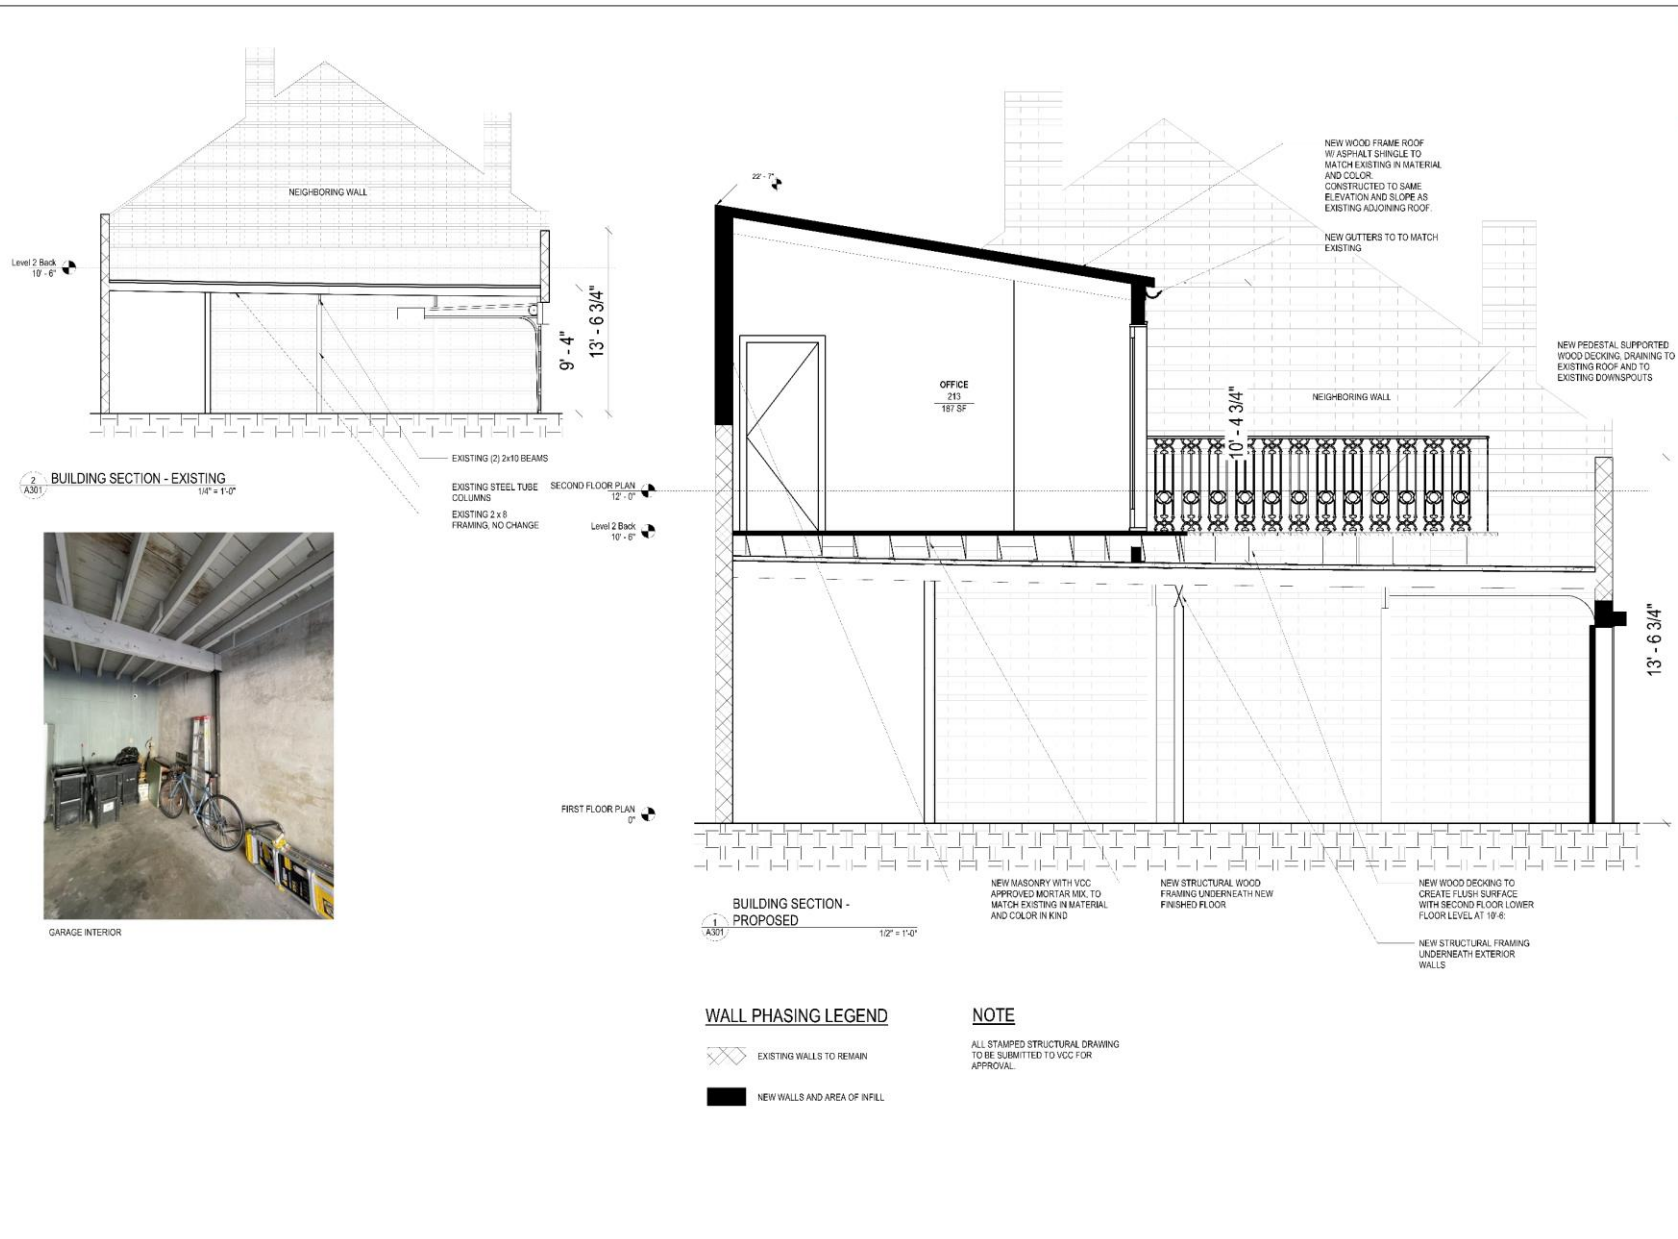 NEIGHBORING WALL
Level 2 Back
10' - 6"
9' - 4"
13' - 6 3/4"
2
A301
BUILDING SECTION - EXISTING
1/4" = 1'-0"
EXISTING (2) 2x10 BEAMS
EXISTING STEEL TUBE
COLUMNS
EXISTING 2 x 8
FRAMING, NO CHANGE
GARAGE INTERIOR
22' - 7"
NEW WOOD FRAME ROOF
W/ ASPHALT SHINGLE TO
MATCH EXISTING IN MATERIAL
AND COLOR.
CONSTRUCTED TO SAME
ELEVATION AND SLOPE AS
EXISTING ADJOINING ROOF.
NEW GUTTERS TO TO MATCH
EXISTING
NEW PEDESTAL SUPPORTED
WOOD DECKING, DRAINING TO
EXISTING ROOF AND TO
EXISTING DOWNSPOUTS
OFFICE
213
187 SF
NEIGHBORING WALL
10' - 4 3/4"
SECOND FLOOR PLAN
12' - 0"
Level 2 Back
10' - 6"
13' - 6 3/4"
FIRST FLOOR PLAN
0"
NEW MASONRY WITH VCC
APPROVED MORTAR MIX, TO
MATCH EXISTING IN MATERIAL
AND COLOR IN KIND
NEW STRUCTURAL WOOD
FRAMING UNDERNEATH NEW
FINISHED FLOOR
NEW WOOD DECKING TO
CREATE FLUSH SURFACE
WITH SECOND FLOOR LOWER
FLOOR LEVEL AT 10'-6:
NEW STRUCTURAL FRAMING
UNDERNEATH EXTERIOR
WALLS
1
A301
BUILDING SECTION -
PROPOSED
1/2" = 1'-0"
WALL PHASING LEGEND
EXISTING WALLS TO REMAIN
NEW WALLS AND AREA OF INFILL
NOTE
ALL STAMPED STRUCTURAL DRAWING
TO BE SUBMITTED TO VCC FOR
APPROVAL.